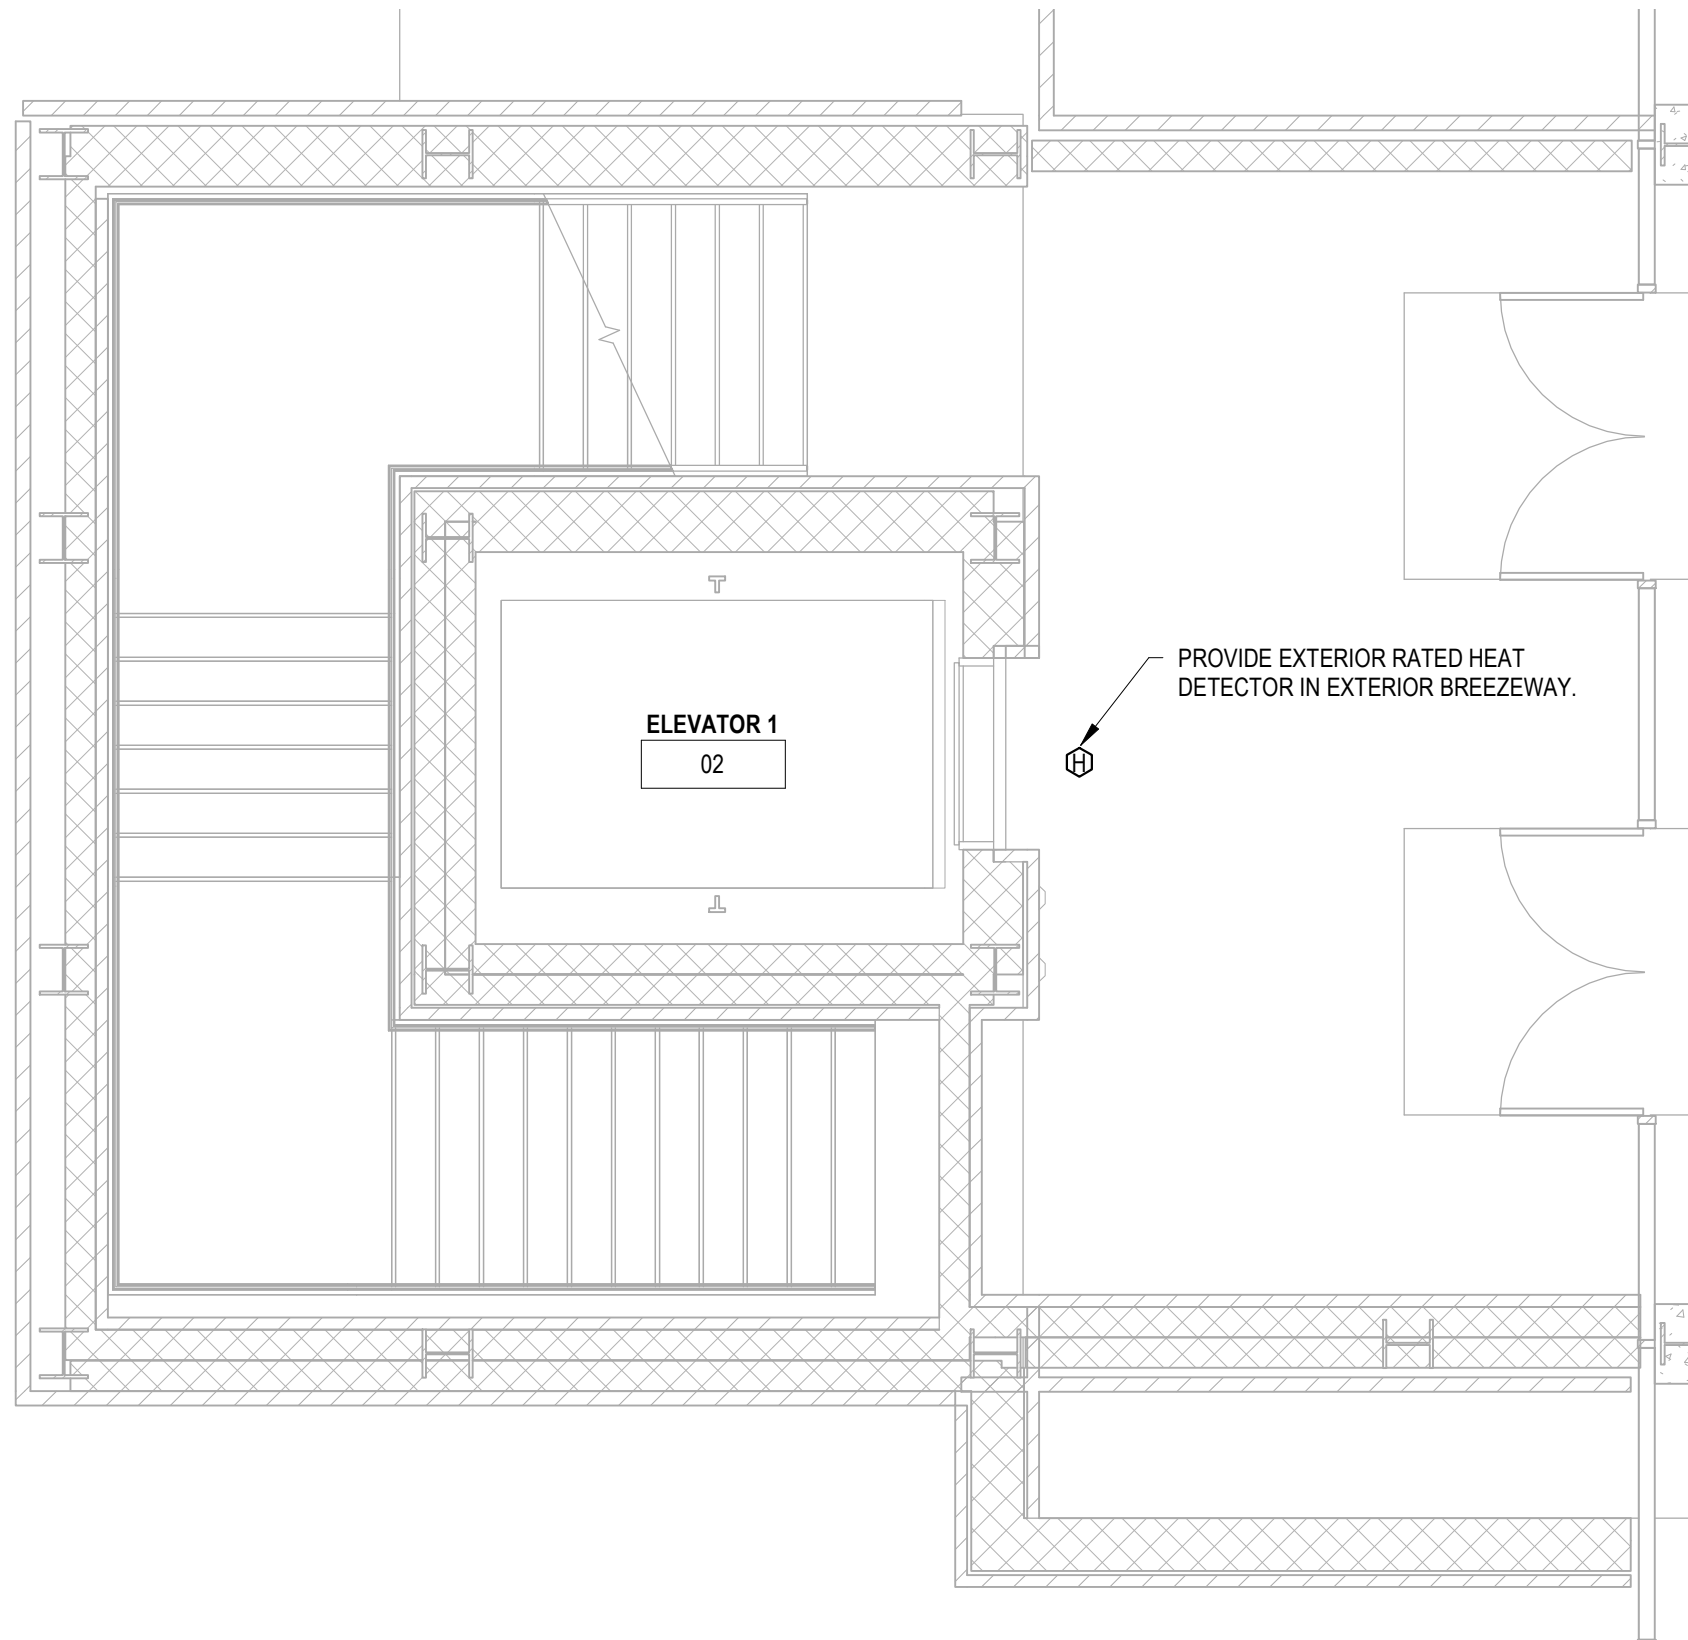 PROVIDE EXTERIOR RATED HEAT
DETECTOR IN EXTERIOR BREEZEWAY.
ELEVATOR 1
02
H